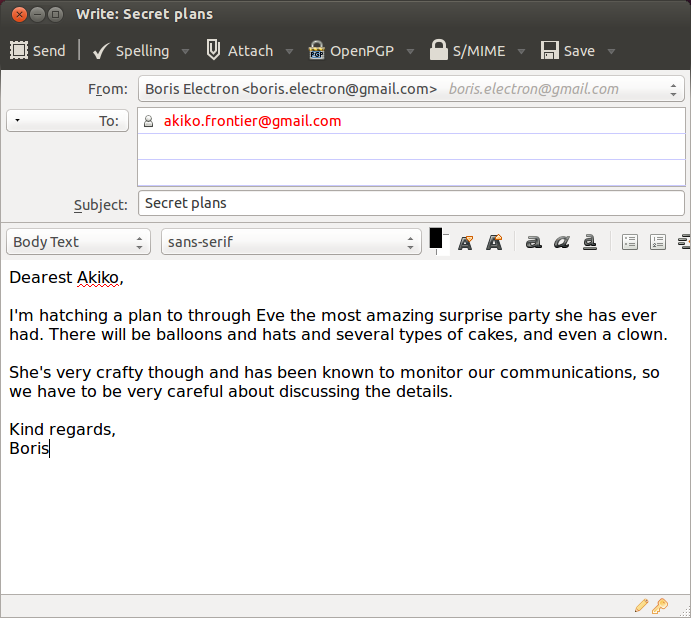 Write: Secret plans
Send Spelling Attach OpenPGP S/MIME Save
From: Boris Electron <boris.electron@gmail.com> boris.electron@gmail.com
To: akiko.frontier@gmail.com
Subject: Secret plans
Body Text sans-serif
Dearest Akiko,
I'm hatching a plan to through Eve the most amazing surprise party she has ever
had. There will be balloons and hats and several types of cakes, and even a clown.
She's very crafty though and has been known to monitor our communications, so
we have to be very careful about discussing the details.
Kind regards,
Boris